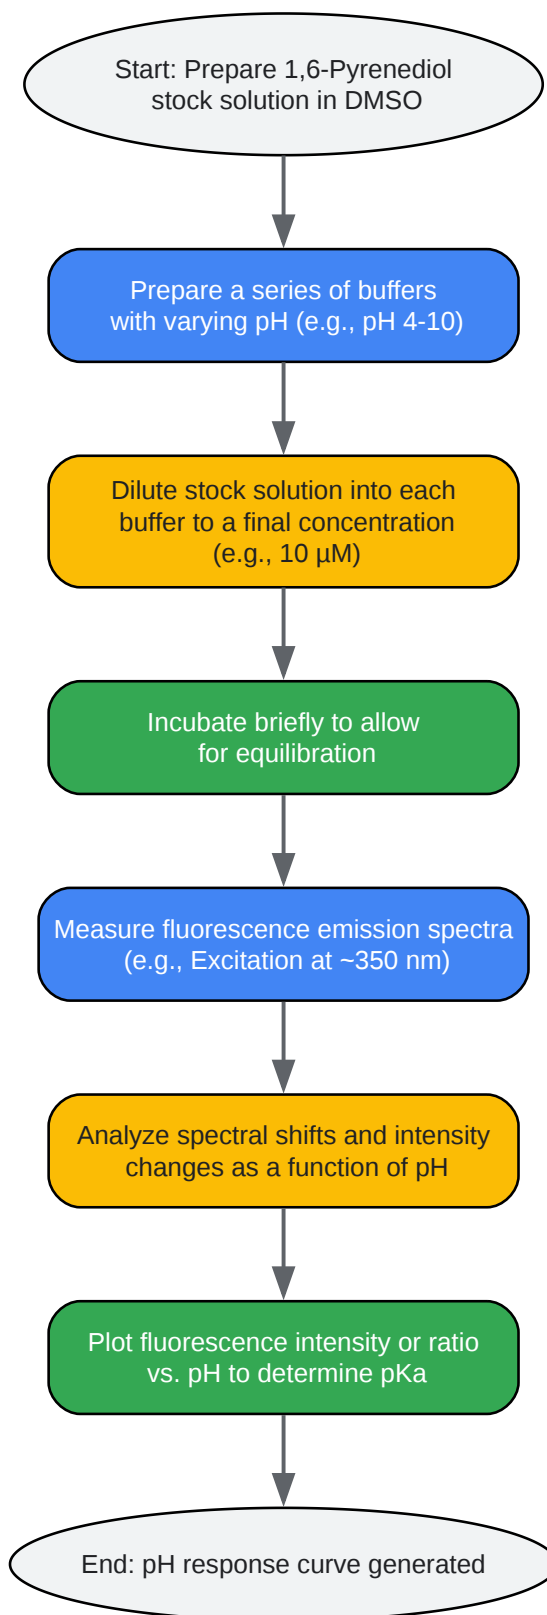 Start: Prepare 1,6-Pyrenediol
stock solution in DMSO
Prepare a series of buffers
with varying pH (e.g., pH 4-10)
Dilute stock solution into each
buffer to a final concentration
(e.g., 10 µM)
Incubate briefly to allow
for equilibration
Measure fluorescence emission spectra
(e.g., Excitation at ~350 nm)
Analyze spectral shifts and intensity
changes as a function of pH
Plot fluorescence intensity or ratio
vs. pH to determine pKa
End: pH response curve generated